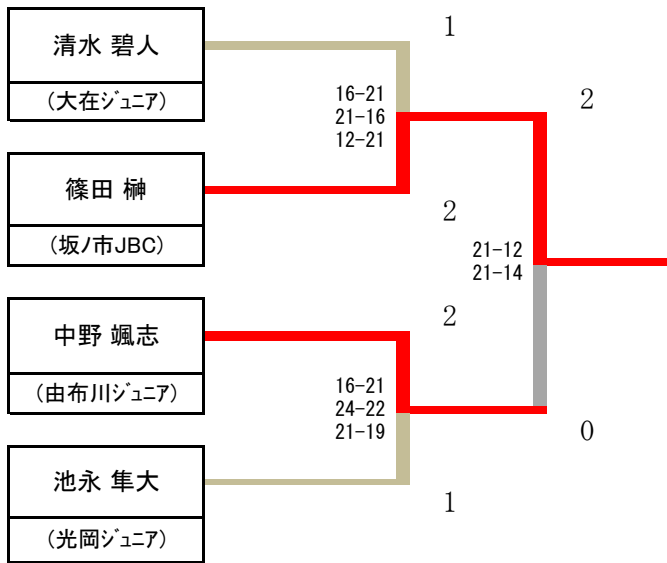 清水 碧人
(大在ジュニア)
1
16-21
21-16
12-21
2
篠田 榊
(坂ノ市JBC)
2
21-12
21-14
中野 颯志
(由布川ジュニア)
2
16-21
24-22
21-19
0
池永 隼大
(光岡ジュニア)
1